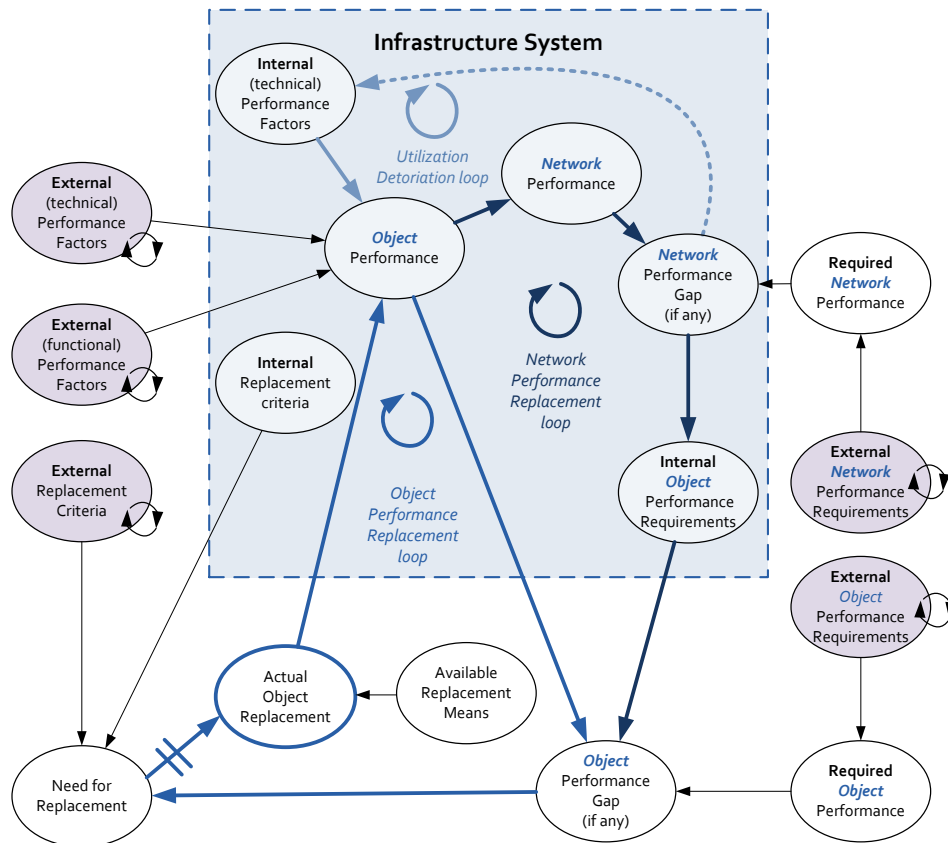 Infrastructure System
Internal
(technical)
Performance
Factors
Utilization
Detoriation loop
Network
Performance
External
(technical)
Performance
Factors
Object
Performance
Network
Performance
Gap
(if any)
Required
Network
Performance
External
(functional)
Performance
Factors
Internal
Replacement
criteria
Network
Performance
Replacement
loop
External
Replacement
Criteria
Object
Performance
Replacement
loop
Internal
Object
Performance
Requirements
External
Network
Performance
Requirements
External
Object
Performance
Requirements
Actual
Object
Replacement
Available
Replacement
Means
Need for
Replacement
Object
Performance
Gap
(if any)
Required
Object
Performance